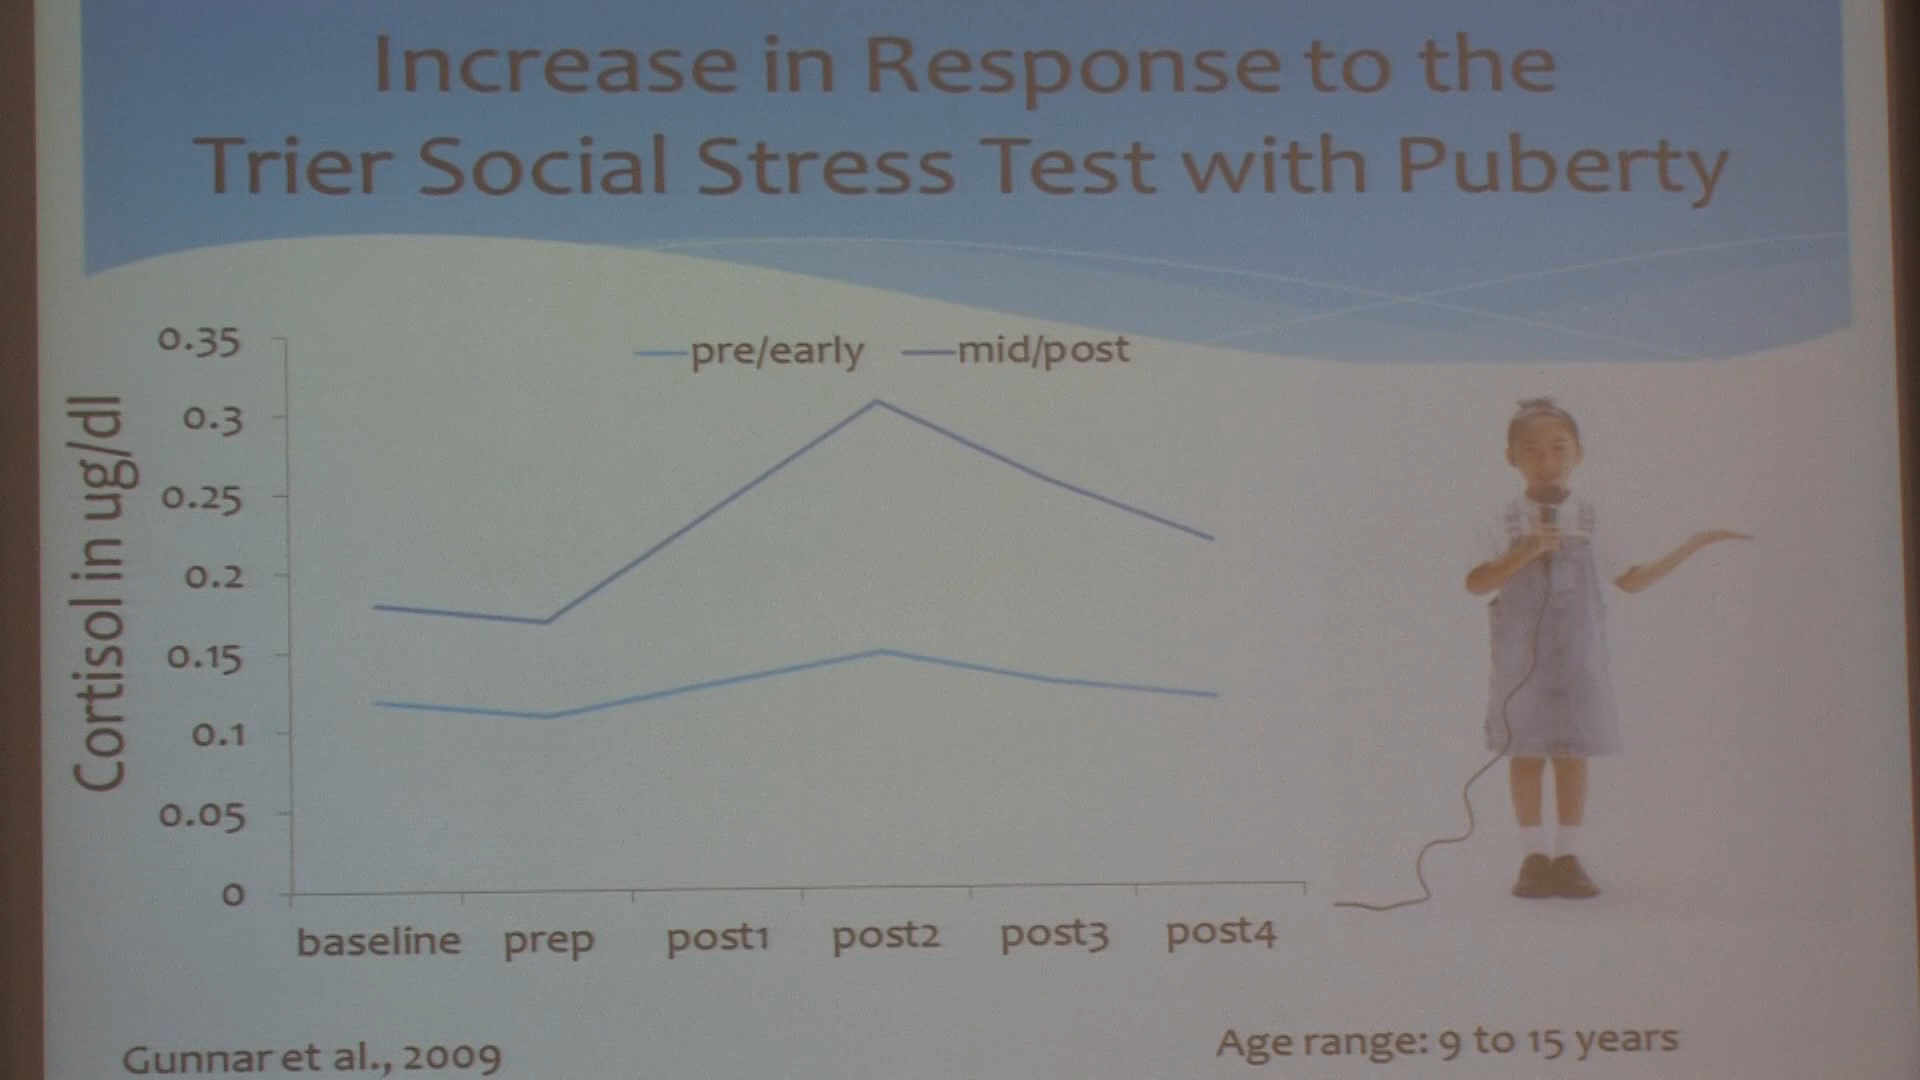 Increase in Response to the
Trier Social Stress Test with Puberty
pre/early mid/post
Cortisol in ug/dl
0.35
0.3
0.25
0.2
0.15
0.1
0.05
0
baseline prep post1 post2 post3 post4
Gunnar et al., 2009
Age range: 9 to 15 years